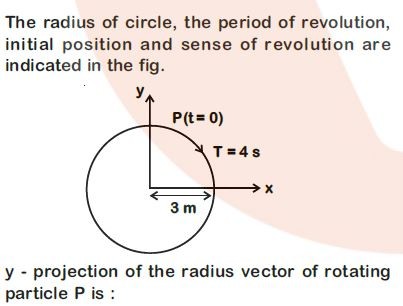 The radius of circle, the period of revolution,
initial position and sense of revolution are
indicated in the fig.
y
P(t = 0)
T = 4 s
x
3 m
y - projection of the radius vector of rotating
particle P is :